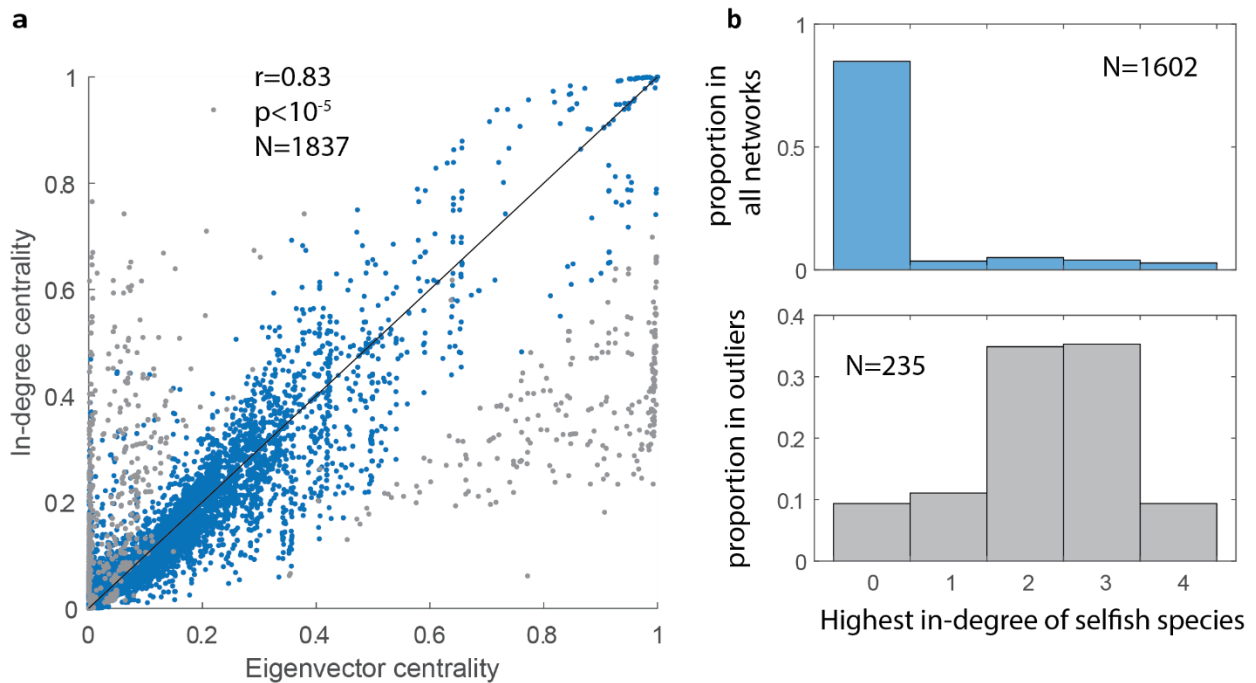 a
r=0.83
p<10⁻⁵
N=1837
In-degree centrality
1
0.8
0.6
0.4
0.2
0
0
0.2
0.4
0.6
0.8
1
Eigenvector centrality
b
N=1602
proportion in
all networks
1
0.5
0
N=235
proportion in outliers
0.4
0.3
0.2
0.1
0
0
1
2
3
4
Highest in-degree of selfish species